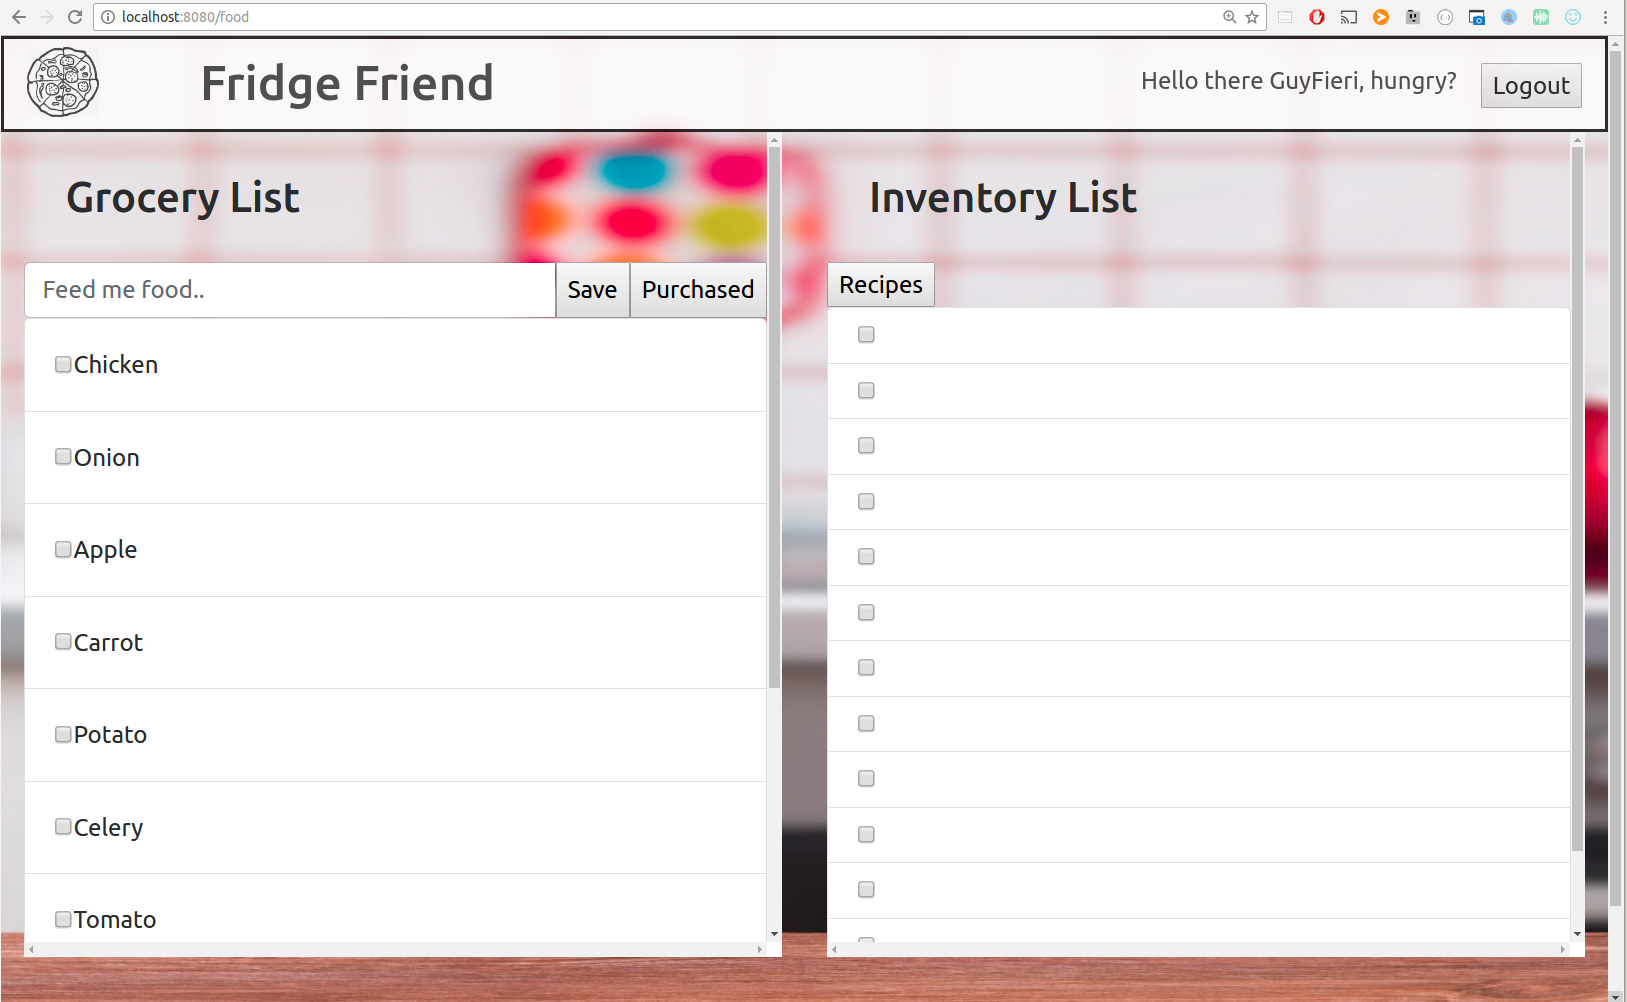 localhost:8080/food
Fridge Friend
Hello there GuyFieri, hungry?
Logout
Grocery List
Feed me food..
Save
Purchased
Chicken
Onion
Apple
Carrot
Potato
Celery
Tomato
Inventory List
Recipes